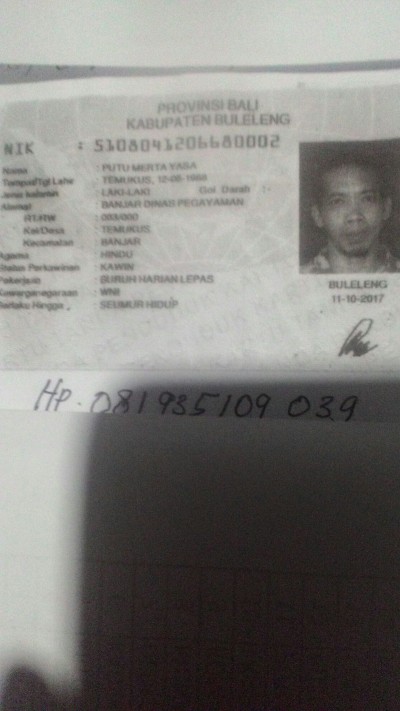 PROVINSI BALI
KABUPATEN BULELENG
NIK : 5108041206680002
Nama : PUTU MERTA YASA
Tempat/Tgl Lahir : TEMUKUS, 12-06-1968
Jenis kelamin : LAKI-LAKI Gol. Darah : -
Alamat : BANJAR DINAS PEGAYAMAN
RT/RW : 000/000
Kel/Desa : TEMUKUS
Kecamatan : BANJAR
Agama : HINDU
Status Perkawinan : KAWIN
Pekerjaan : BURUH HARIAN LEPAS
Kewarganegaraan : WNI
Berlaku Hingga : SEUMUR HIDUP
BULELENG
11-10-2017
HP. 081935109 039